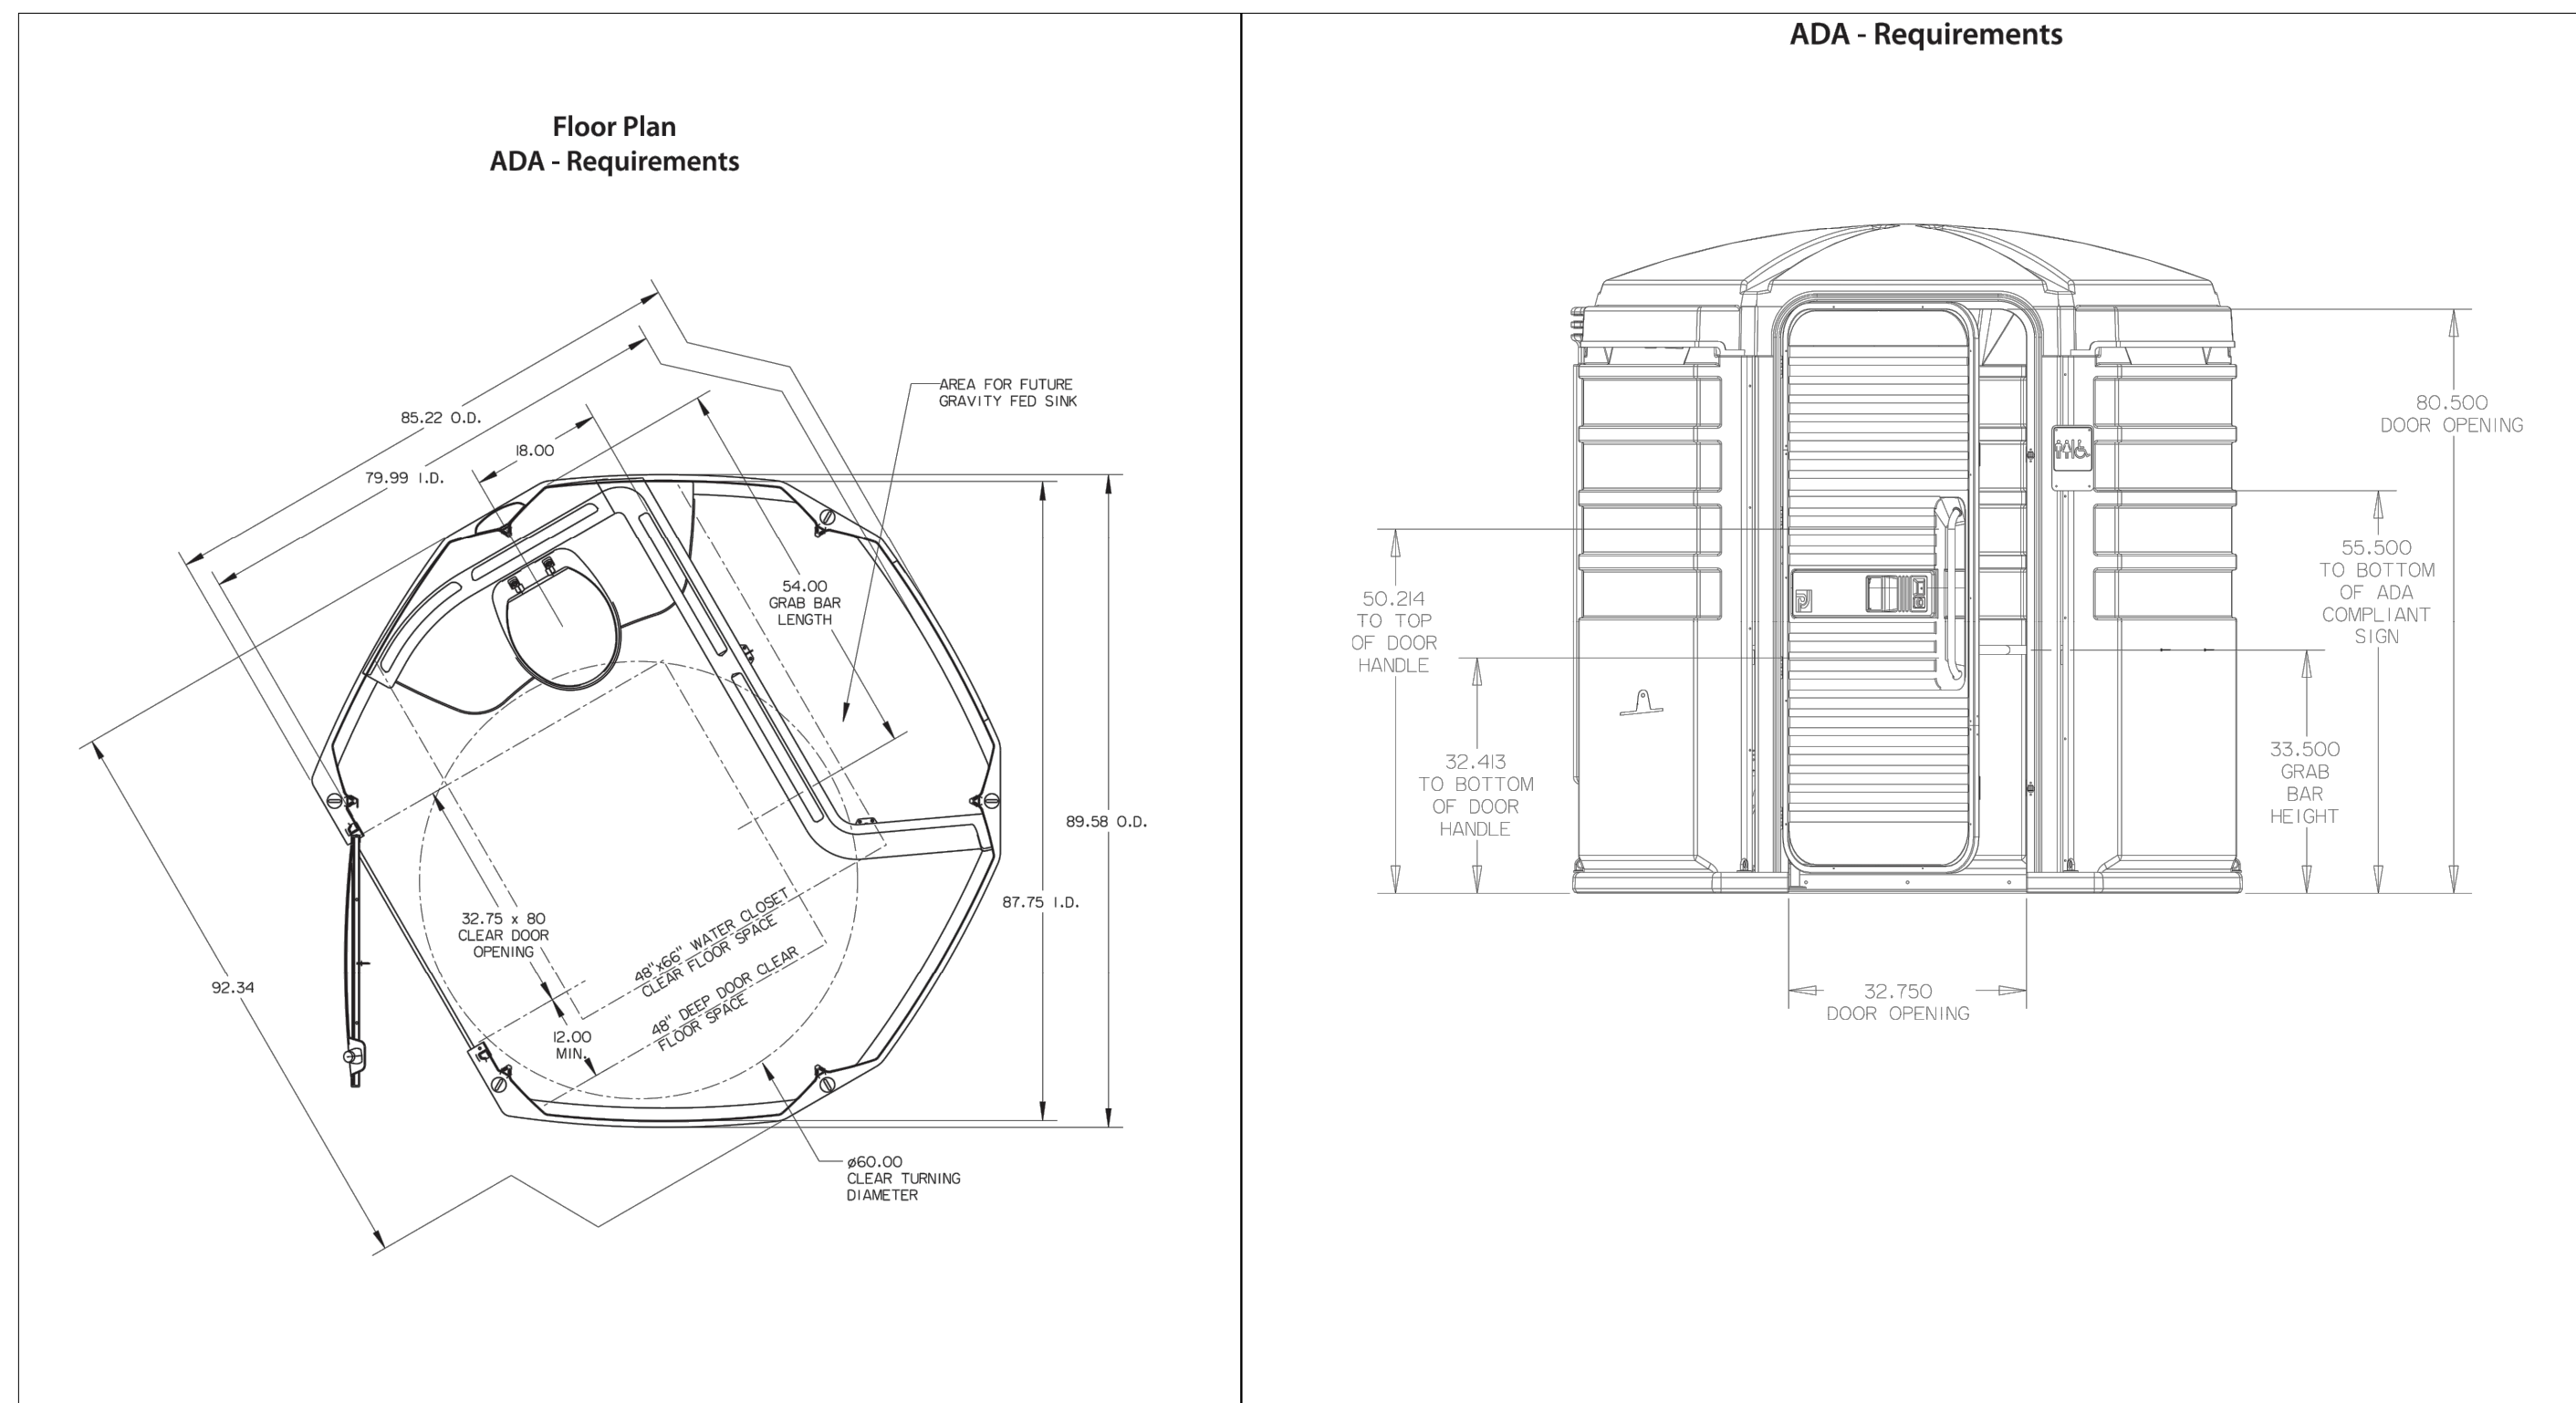 Floor Plan
ADA - Requirements
85.22 O.D.
79.99 I.D.
18.00
AREA FOR FUTURE
GRAVITY FED SINK
54.00
GRAB BAR
LENGTH
89.58 O.D.
87.75 I.D.
32.75 x 80
CLEAR DOOR
OPENING
92.34
48"x66" WATER CLOSET
CLEAR FLOOR SPACE
48" DEEP DOOR CLEAR
FLOOR SPACE
12.00
MIN.
ø60.00
CLEAR TURNING
DIAMETER
ADA - Requirements
80.500
DOOR OPENING
55.500
TO BOTTOM
OF ADA
COMPLIANT
SIGN
50.214
TO TOP
OF DOOR
HANDLE
32.413
TO BOTTOM
OF DOOR
HANDLE
33.500
GRAB
BAR
HEIGHT
32.750
DOOR OPENING